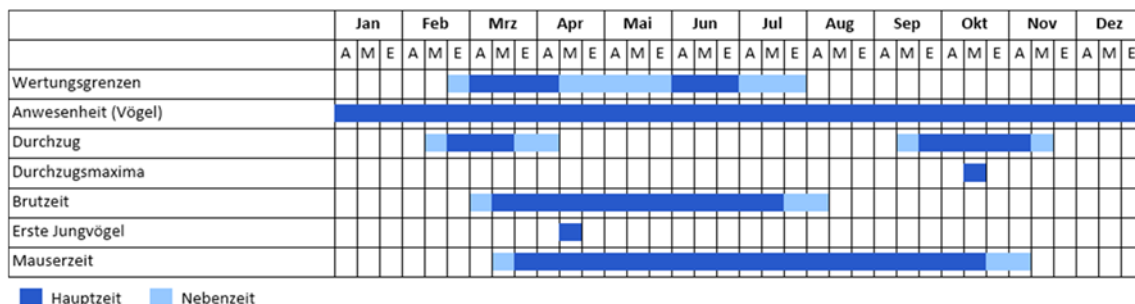 Jan Feb Mrz Apr Mai Jun Jul Aug Sep Okt Nov Dez
A M E A M E A M E A M E A M E A M E A M E A M E A M E A M E A M E A M E
Wertungsgrenzen
Anwesenheit (Vögel)
Durchzug
Durchzugsmaxima
Brutzeit
Erste Jungvögel
Mauserzeit
Hauptzeit Nebenzeit